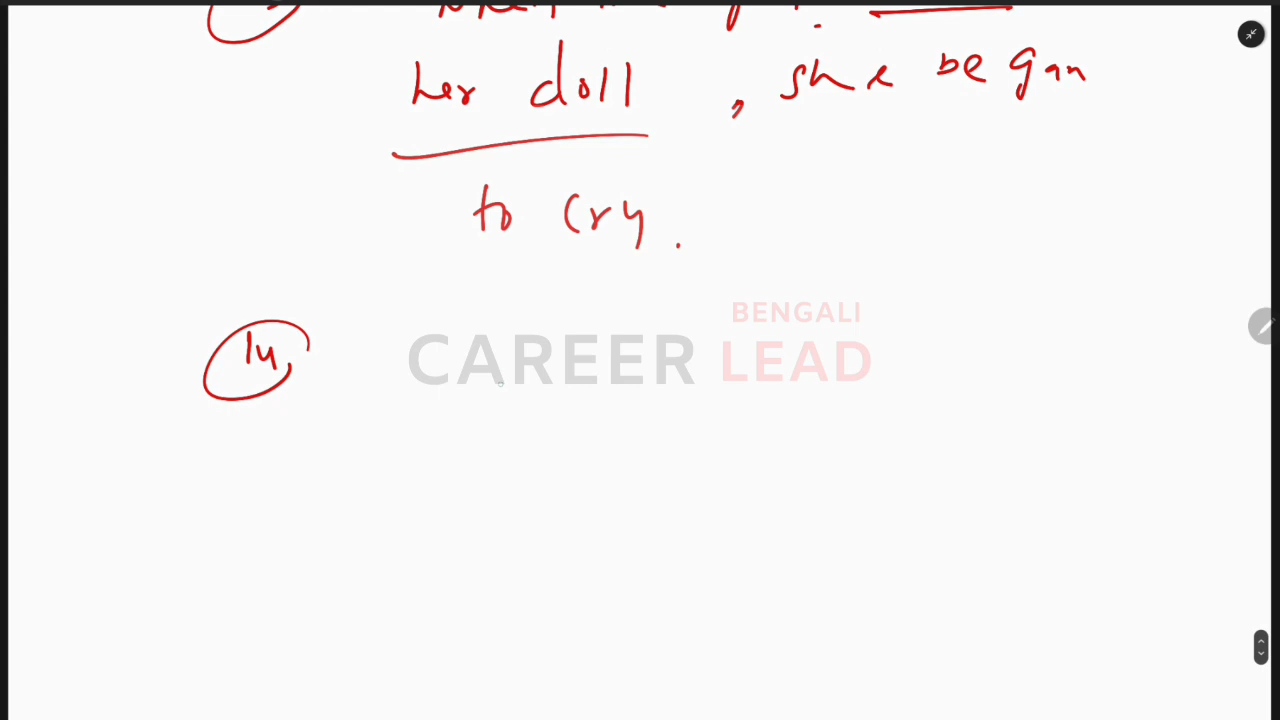 her doll , she began
to cry.
14
BENGALI
CAREER LEAD